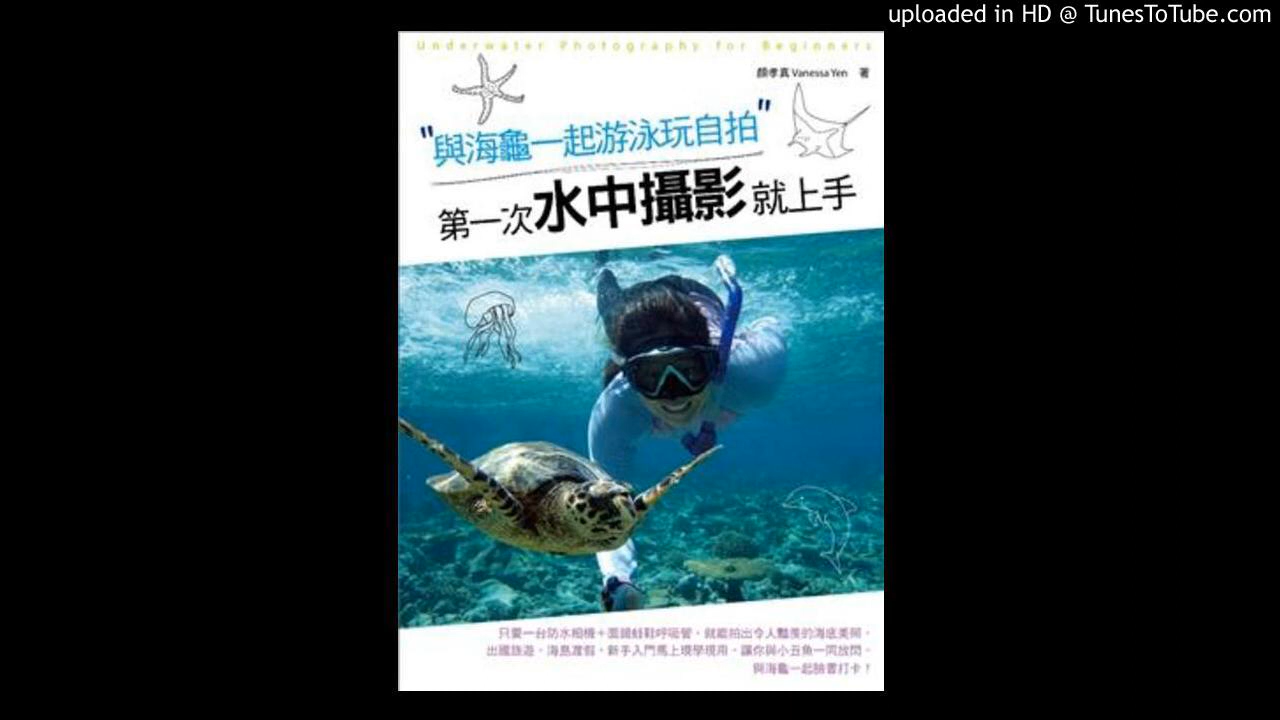 uploaded in HD @ TunesToTube.com
Underwater Photography for Beginners
顏孝真 Vanessa Yen 著
"與海龜一起游泳玩自拍"
第一次水中攝影就上手
只要一台防水相機+面鏡蛙鞋呼吸管，就能拍出令人豔羨的海底美照。
出國旅遊，海島渡假，新手入門馬上現學現用，讓你與小丑魚一同放閃，
與海龜一起臉書打卡！